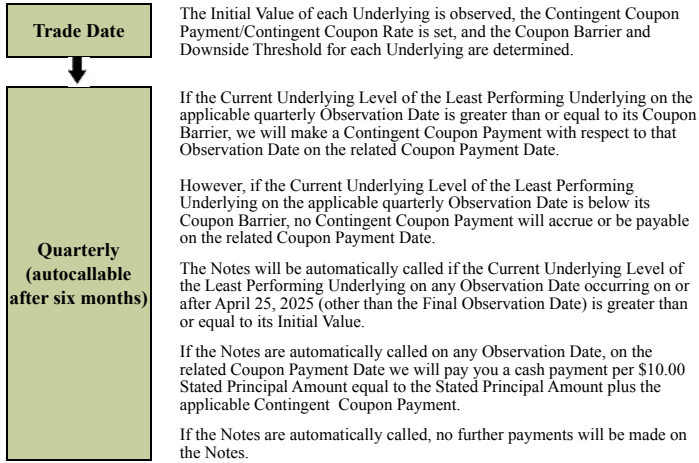 Trade Date
The Initial Value of each Underlying is observed, the Contingent Coupon
Payment/Contingent Coupon Rate is set, and the Coupon Barrier and
Downside Threshold for each Underlying are determined.
Quarterly
(autocallable
after six months)
If the Current Underlying Level of the Least Performing Underlying on the
applicable quarterly Observation Date is greater than or equal to its Coupon
Barrier, we will make a Contingent Coupon Payment with respect to that
Observation Date on the related Coupon Payment Date.
However, if the Current Underlying Level of the Least Performing
Underlying on the applicable quarterly Observation Date is below its
Coupon Barrier, no Contingent Coupon Payment will accrue or be payable
on the related Coupon Payment Date.
The Notes will be automatically called if the Current Underlying Level of
the Least Performing Underlying on any Observation Date occurring on or
after April 25, 2025 (other than the Final Observation Date) is greater than
or equal to its Initial Value.
If the Notes are automatically called on any Observation Date, on the
related Coupon Payment Date we will pay you a cash payment per $10.00
Stated Principal Amount equal to the Stated Principal Amount plus the
applicable Contingent Coupon Payment.
If the Notes are automatically called, no further payments will be made on
the Notes.